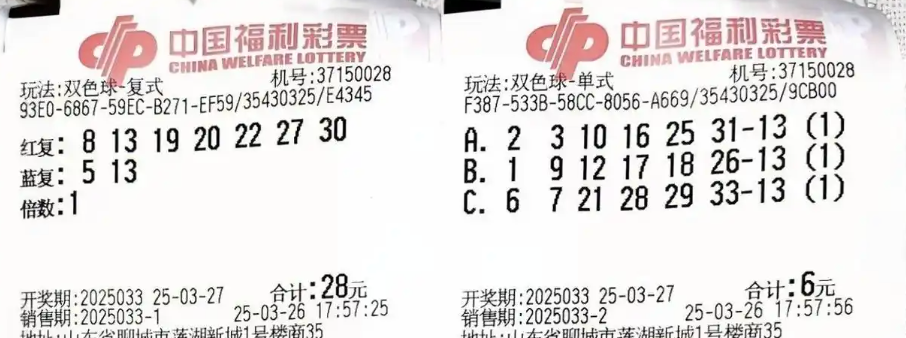 中国福利彩票
CHINA WELFARE LOTTERY
玩法:双色球-复式 机号:37150028
93E0-6867-59EC-B271-EF59/35430325/E4345
红复: 8 13 19 20 22 27 30
蓝复: 5 13
倍数:1
开奖期:2025033 25-03-27 合计:28元
销售期:2025033-1 25-03-26 17:57:25
地址:山东省聊城市莲湖新城1号楼商35
中国福利彩票
CHINA WELFARE LOTTERY
玩法:双色球-单式 机号:37150028
F387-533B-58CC-8056-A669/35430325/9CB00
A. 2 3 10 16 25 31-13 (1)
B. 1 9 12 17 18 26-13 (1)
C. 6 7 21 28 29 33-13 (1)
开奖期:2025033 25-03-27 合计:6元
销售期:2025033-2 25-03-26 17:57:56
地址:山东省聊城市莲湖新城1号楼商35